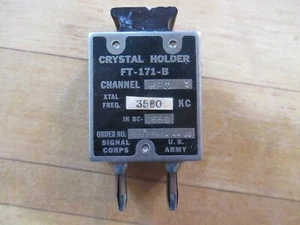 CRYSTAL HOLDER
FT-171-B
CHANNEL
XTAL
FREQ. 3580 KC
IN BC-
ORDER NO.
SIGNAL U.S.
CORPS ARMY